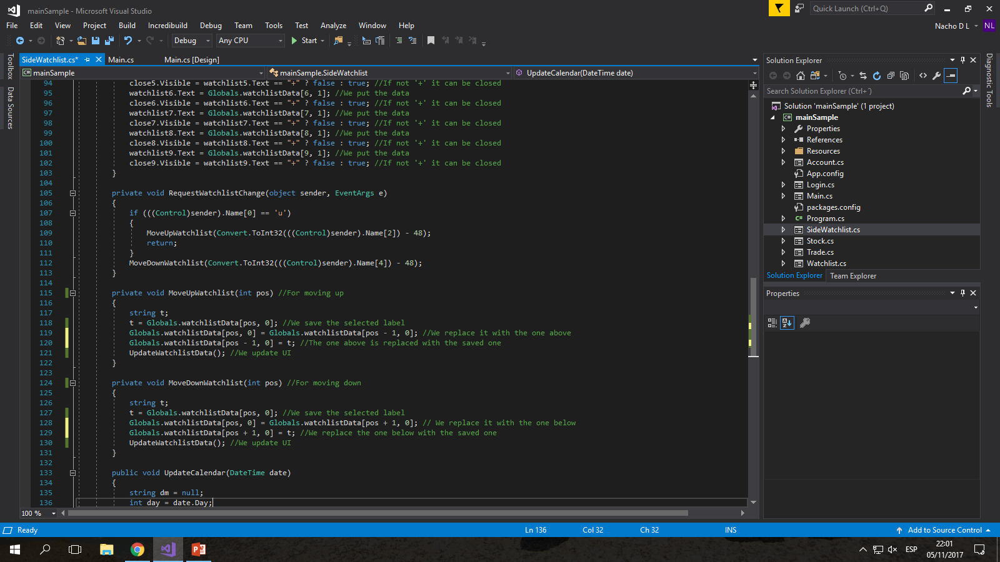 mainSample - Microsoft Visual Studio
Quick Launch (Ctrl+Q)
File Edit View Project Build Incredibuild Debug Team Tools Test Analyze Window Help
Nacho D L NL
Debug Any CPU Start
SideWatchlist.cs* Main.cs Main.cs [Design]
mainSample mainSample.SideWatchlist UpdateCalendar(DateTime date)
Toolbox
Data Sources
94 close5.Visible = watchlist5.Text == "+" ? false : true; //If not '+' it can be closed
95 watchlist6.Text = Globals.watchlistData[6, 1]; //We put the data
96 close6.Visible = watchlist6.Text == "+" ? false : true; //If not '+' it can be closed
97 watchlist7.Text = Globals.watchlistData[7, 1]; //We put the data
98 close7.Visible = watchlist7.Text == "+" ? false : true; //If not '+' it can be closed
99 watchlist8.Text = Globals.watchlistData[8, 1]; //We put the data
100 close8.Visible = watchlist8.Text == "+" ? false : true; //If not '+' it can be closed
101 watchlist9.Text = Globals.watchlistData[9, 1]; //We put the data
102 close9.Visible = watchlist9.Text == "+" ? false : true; //If not '+' it can be closed
103 }
104
105 private void RequestWatchlistChange(object sender, EventArgs e)
106 {
107 if (((Control)sender).Name[0] == 'u')
108 {
109 MoveUpWatchlist(Convert.ToInt32(((Control)sender).Name[2]) - 48);
110 return;
111 }
112 MoveDownWatchlist(Convert.ToInt32(((Control)sender).Name[4]) - 48);
113 }
114
115 private void MoveUpWatchlist(int pos) //For moving up
116 {
117 string t;
118 t = Globals.watchlistData[pos, 0]; //We save the selected label
119 Globals.watchlistData[pos, 0] = Globals.watchlistData[pos - 1, 0]; //We replace it with the one above
120 Globals.watchlistData[pos - 1, 0] = t; //The one above is replaced with the saved one
121 UpdateWatchlistData(); //We update UI
122 }
123
124 private void MoveDownWatchlist(int pos) //For moving down
125 {
126 string t;
127 t = Globals.watchlistData[pos, 0]; //We save the selected label
128 Globals.watchlistData[pos, 0] = Globals.watchlistData[pos + 1, 0]; // We replace it with the one below
129 Globals.watchlistData[pos + 1, 0] = t; //We replace the one below with the saved one
130 UpdateWatchlistData(); //We update UI
131 }
132
133 public void UpdateCalendar(DateTime date)
134 {
135 string dm = null;
136 int day = date.Day;
100 %
Solution Explorer
Search Solution Explorer (Ctrl+´)
Solution 'mainSample' (1 project)
C# mainSample
Properties
References
Resources
Account.cs
App.config
Login.cs
Main.cs
packages.config
C# Program.cs
SideWatchlist.cs
Stock.cs
Trade.cs
Watchlist.cs
Solution Explorer Team Explorer
Properties
Diagnostic Tools
Ready Ln 136 Col 32 Ch 32 INS Add to Source Control
ESP
22:01
05/11/2017